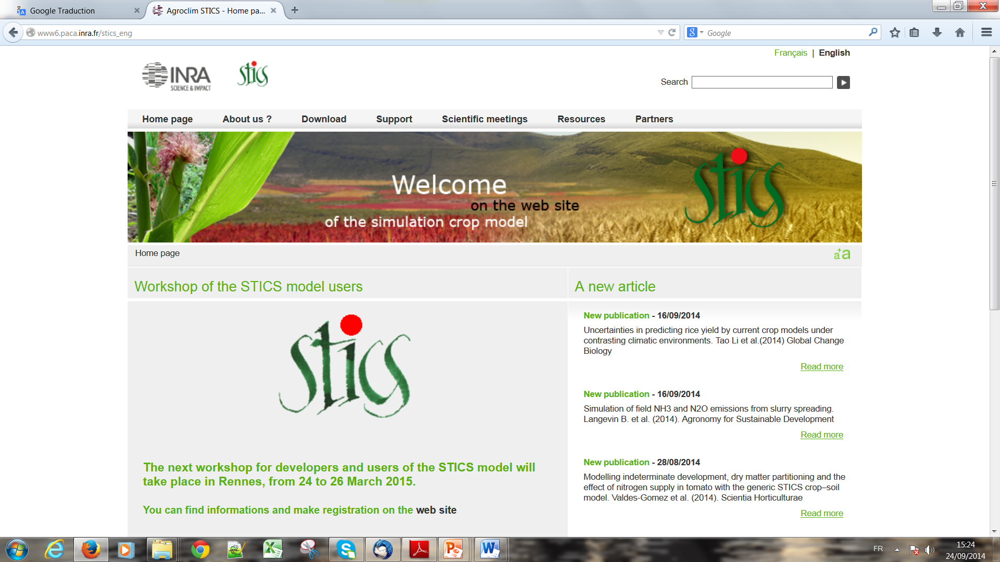 Google Traduction
Agroclim STICS - Home pa...
www6.paca.inra.fr/stics_eng
Google
Français | English
INRA
SCIENCE & IMPACT
stics
Search
Home page
About us ?
Download
Support
Scientific meetings
Resources
Partners
Welcome
on the web site
of the simulation crop model
stics
Home page
a+a
Workshop of the STICS model users
stics
The next workshop for developers and users of the STICS model will
take place in Rennes, from 24 to 26 March 2015.
You can find informations and make registration on the web site
A new article
New publication - 16/09/2014
Uncertainties in predicting rice yield by current crop models under
contrasting climatic environments. Tao Li et al.(2014) Global Change
Biology
Read more
New publication - 16/09/2014
Simulation of field NH3 and N2O emissions from slurry spreading.
Langevin B. et al. (2014). Agronomy for Sustainable Development
Read more
New publication - 28/08/2014
Modelling indeterminate development, dry matter partitioning and the
effect of nitrogen supply in tomato with the generic STICS crop–soil
model. Valdes-Gomez et al. (2014). Scientia Horticulturae
Read more
FR
15:24
24/09/2014